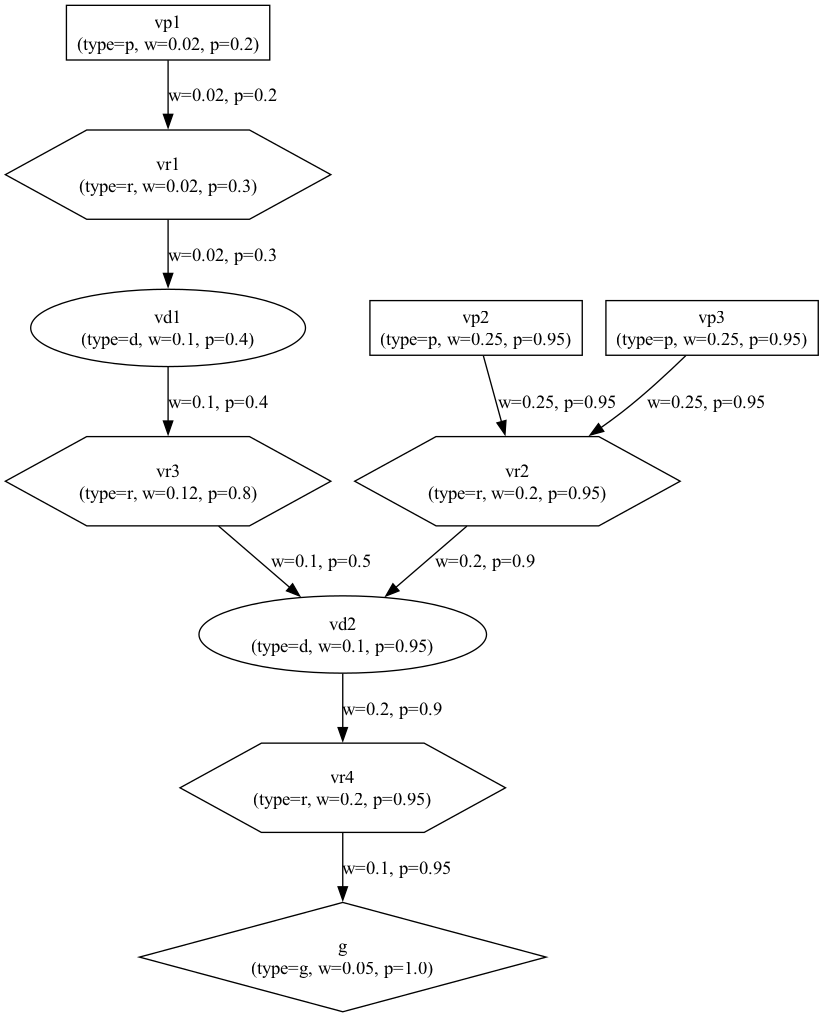 vp1
(type=p, w=0.02, p=0.2)
w=0.02, p=0.2
vr1
(type=r, w=0.02, p=0.3)
w=0.02, p=0.3
vd1
(type=d, w=0.1, p=0.4)
vp2
(type=p, w=0.25, p=0.95)
vp3
(type=p, w=0.25, p=0.95)
w=0.1, p=0.4
w=0.25, p=0.95
w=0.25, p=0.95
vr3
(type=r, w=0.12, p=0.8)
vr2
(type=r, w=0.2, p=0.95)
w=0.1, p=0.5
w=0.2, p=0.9
vd2
(type=d, w=0.1, p=0.95)
w=0.2, p=0.9
vr4
(type=r, w=0.2, p=0.95)
w=0.1, p=0.95
g
(type=g, w=0.05, p=1.0)